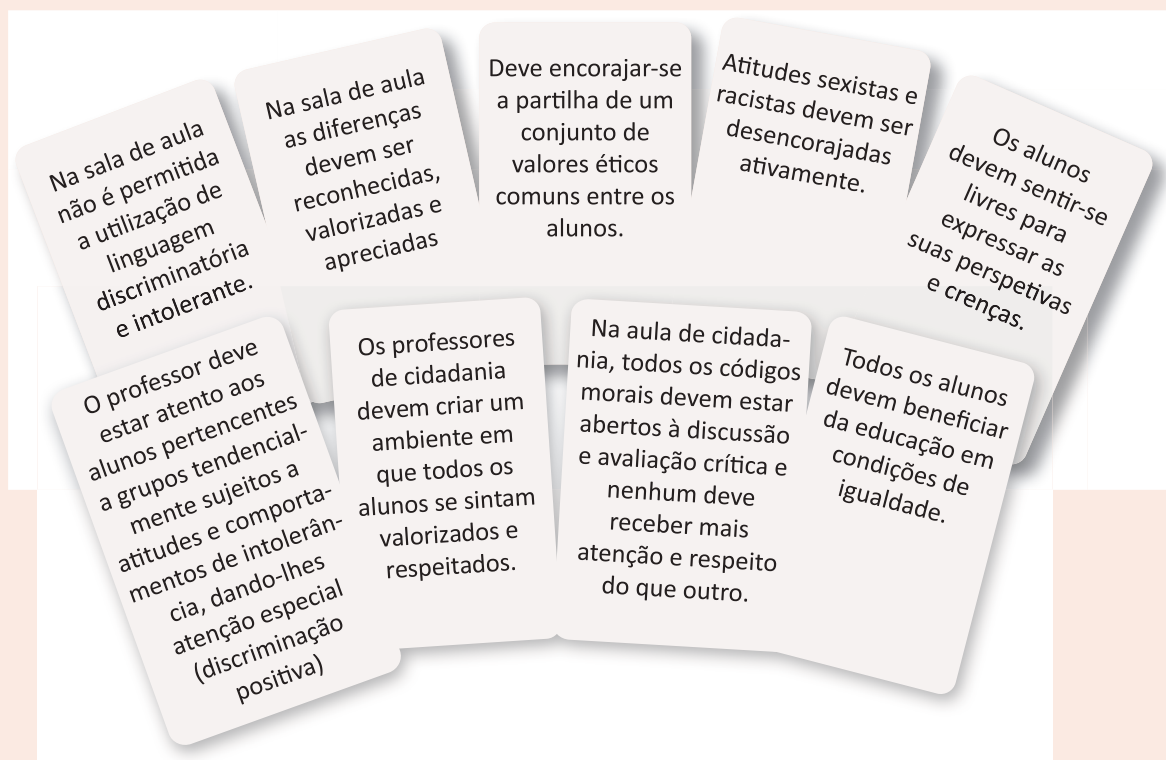 Na sala de aula
não é permitida
a utilização de
linguagem
discriminatória
e intolerante.
Na sala de aula
as diferenças
devem ser
reconhecidas,
valorizadas e
apreciadas
Deve encorajar-se
a partilha de um
conjunto de
valores éticos
comuns entre os
alunos.
Atitudes sexistas e
racistas devem ser
desencorajadas
ativamente.
Os alunos
devem sentir-se
livres para
expressar as
suas perspetivas
e crenças.
O professor deve
estar atento aos
alunos pertencentes
a grupos tendencial-
mente sujeitos a
atitudes e comporta-
mentos de intolerân-
cia, dando-lhes
atenção especial
(discriminação
positiva)
Os professores
de cidadania
devem criar um
ambiente em
que todos os
alunos se sintam
valorizados e
respeitados.
Na aula de cidada-
nia, todos os códigos
morais devem estar
abertos à discussão
e avaliação crítica e
nenhum deve
receber mais
atenção e respeito
do que outro.
Todos os alunos
devem beneficiar
da educação em
condições de
igualdade.